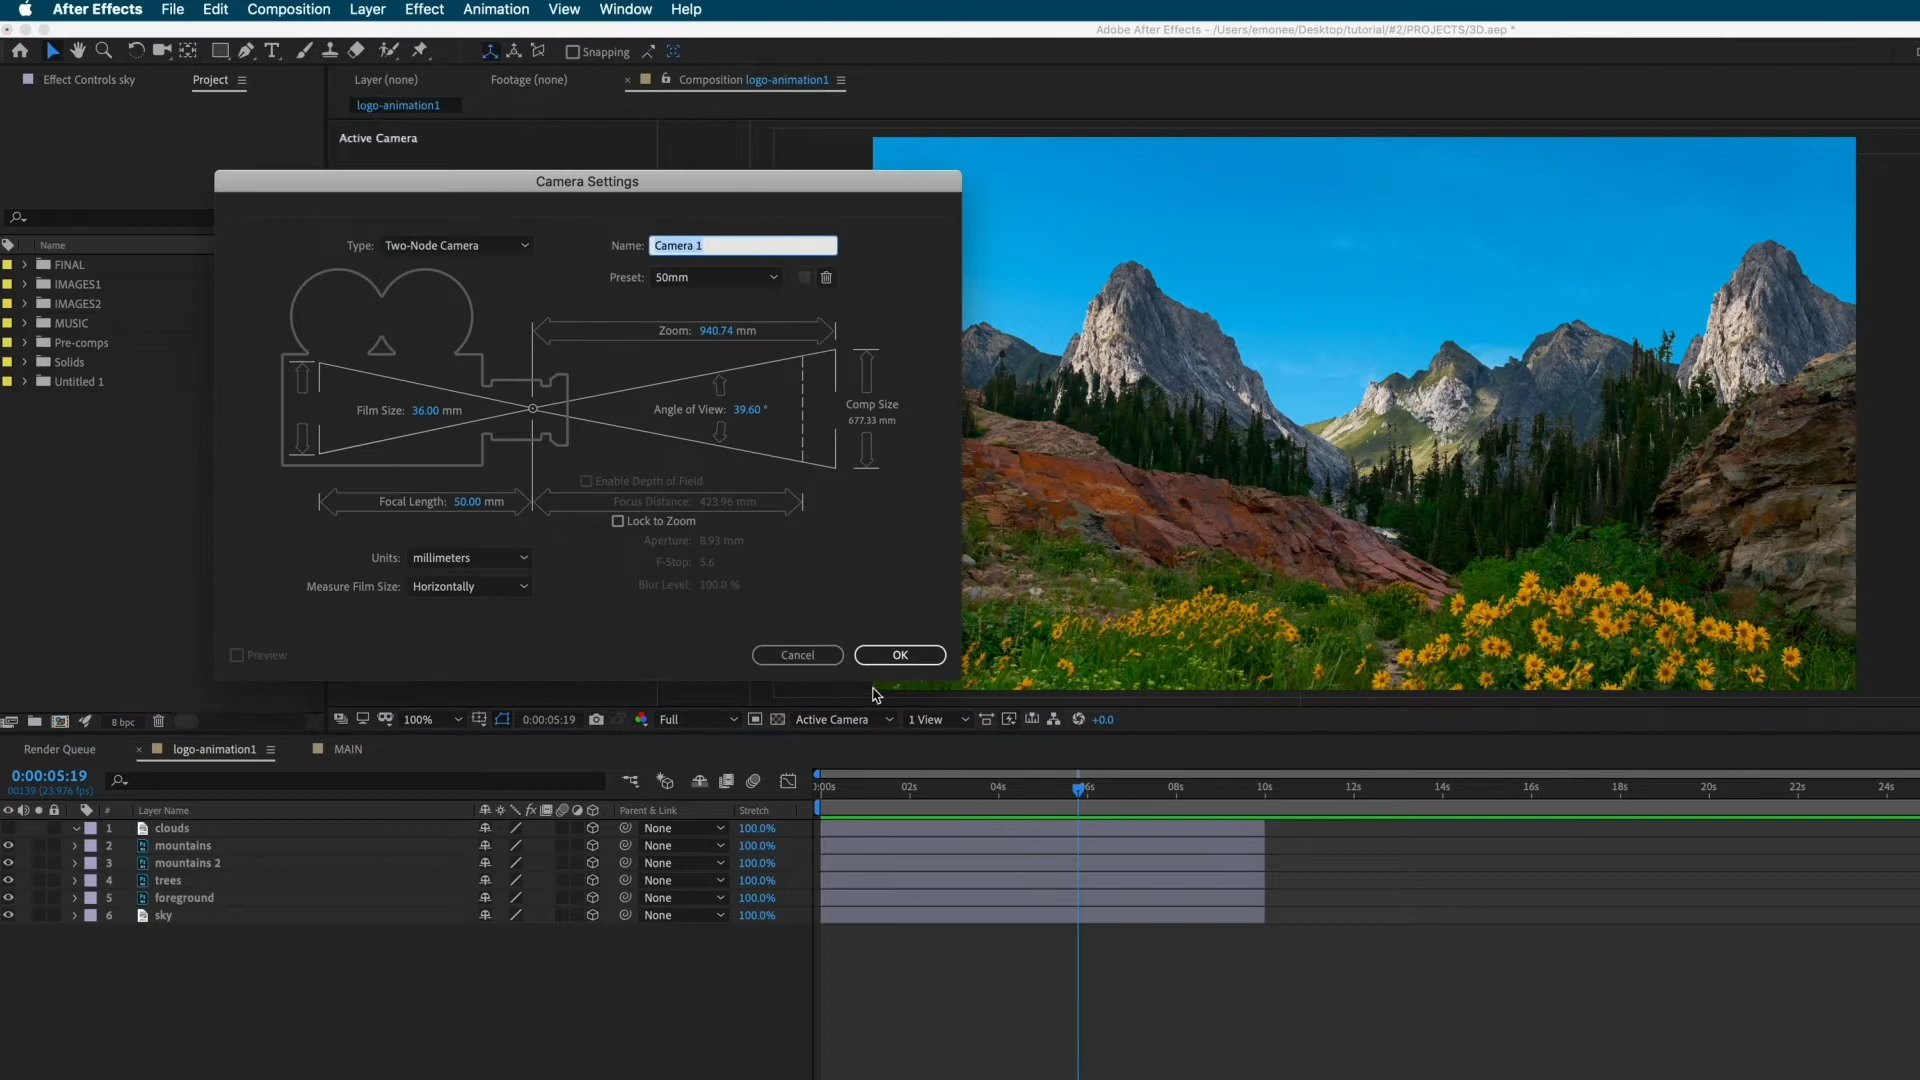 After Effects File Edit Composition Layer Effect Animation View Window Help
Adobe After Effects - /Users/emonee/Desktop/tutorial/#2/PROJECTS/3D.aep *
Snapping
Effect Controls sky
Project
Layer (none)
Footage (none)
Composition logo-animation1
logo-animation1
Active Camera
Name
FINAL
IMAGES1
IMAGES2
MUSIC
Pre-comps
Solids
Untitled 1
Camera Settings
Type: Two-Node Camera
Name: Camera 1
Preset: 50mm
Zoom: 940.74 mm
Film Size: 36.00 mm
Angle of View: 39.60 °
Comp Size
677.33 mm
Enable Depth of Field
Focal Length: 50.00 mm
Focus Distance: 423.96 mm
Lock to Zoom
Aperture: 8.93 mm
F-Stop: 5.6
Blur Level: 100.0 %
Units: millimeters
Measure Film Size: Horizontally
Preview
Cancel
OK
8 bpc
100%
0:00:05:19
Full
Active Camera
1 View
+0.0
Render Queue
logo-animation1
MAIN
0:00:05:19
00139 (23.976 fps)
# Layer Name
fx
Parent & Link
Stretch
:00s 02s 04s 06s 08s 10s 12s 14s 16s 18s 20s 22s 24s
1 clouds None 100.0%
2 mountains None 100.0%
3 mountains 2 None 100.0%
4 trees None 100.0%
5 foreground None 100.0%
6 sky None 100.0%